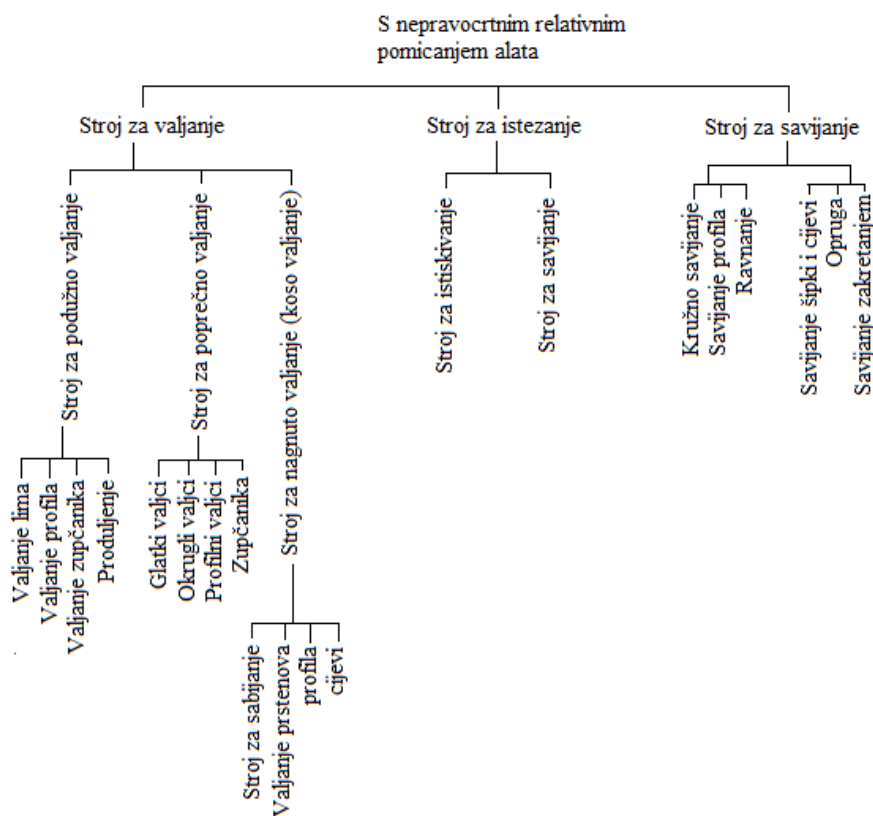 S nepravocrtnim relativnim
pomicanjem alata
Stroj za valjanje
Stroj za istezanje
Stroj za savijanje
Stroj za podužno valjanje
Stroj za poprečno valjanje
Stroj za nagnuto valjanje (koso valjanje)
Stroj za istiskivanje
Stroj za savijanje
Kružno savijanje
Savijanje profila
Ravnanje
Savijanje šipki i cijevi
Opruga
Savijanje zakretanjem
Valjanje lima
Valjanje profila
Valjanje zupčanika
Produljenje
Glatki valjci
Okrugli valjci
Profilni valjci
Zupčanika
Stroj za sabijanje
Valjanje prstenova
profila
cijevi